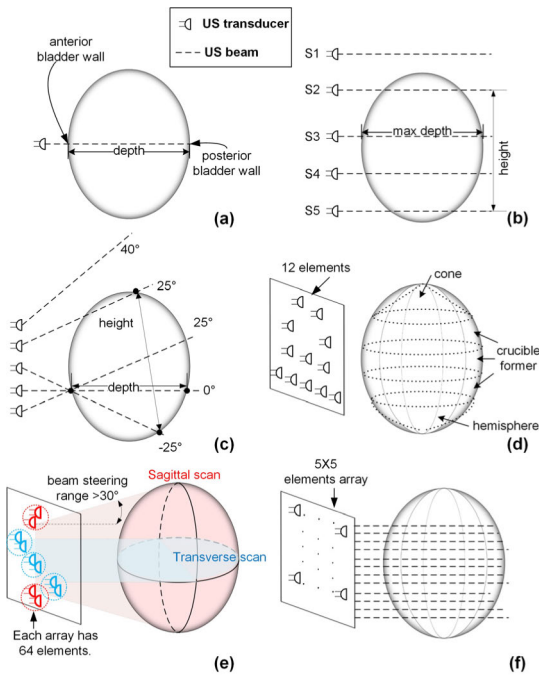 US transducer
US beam
anterior
bladder wall
depth
posterior
bladder wall
(a)
S1
S2
S3
S4
S5
max depth
height
(b)
40°
25°
height
25°
depth
0°
-25°
(c)
12 elements
cone
crucible
former
hemisphere
(d)
beam steering
range >30°
Sagittal scan
Transverse scan
Each array has
64 elements.
(e)
5X5
elements array
(f)